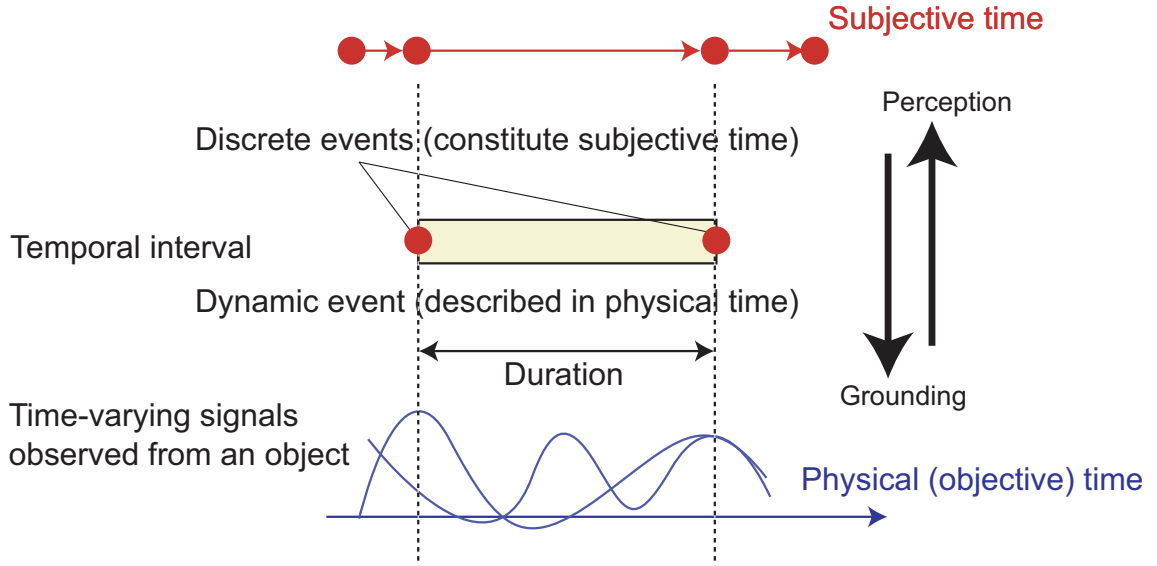 Subjective time
Perception
Discrete events (constitute subjective time)
Temporal interval
Dynamic event (described in physical time)
Duration
Grounding
Time-varying signals
observed from an object
Physical (objective) time